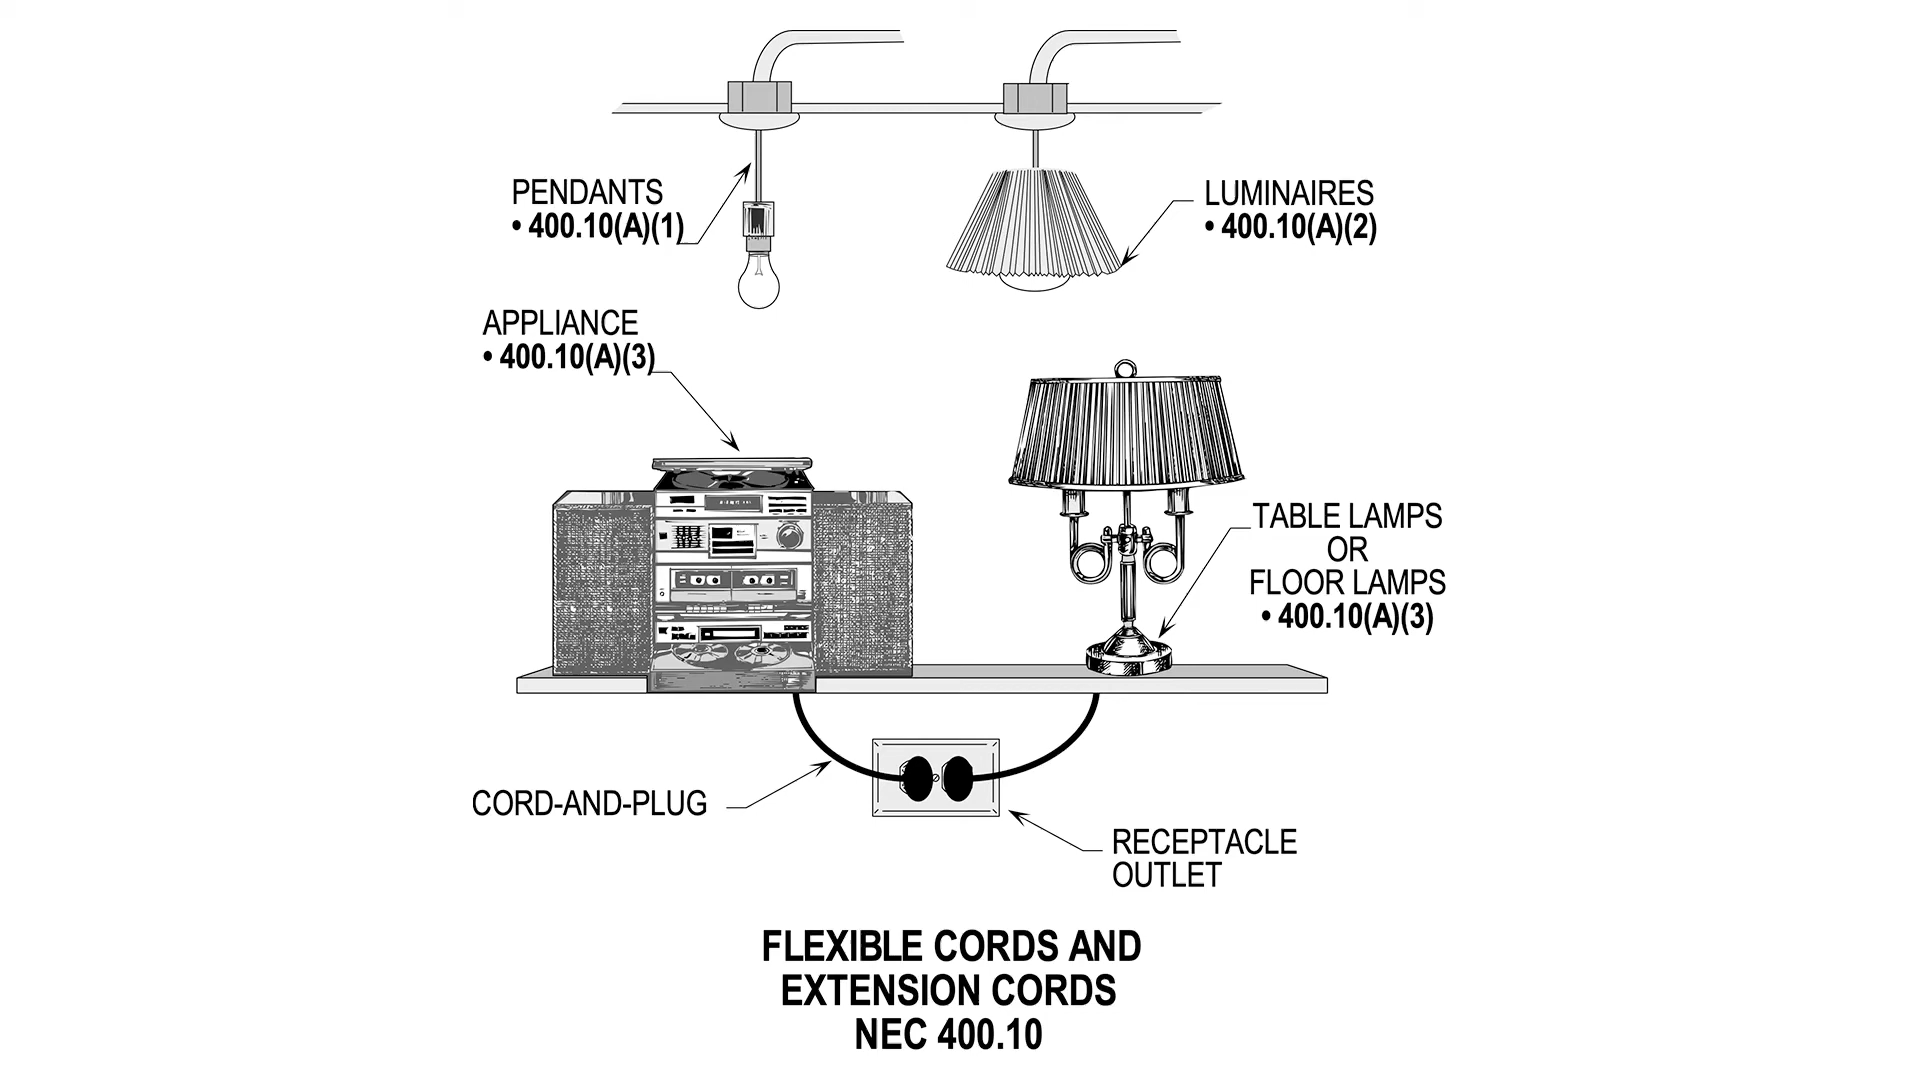 PENDANTS
• 400.10(A)(1)
LUMINAIRES
• 400.10(A)(2)
APPLIANCE
• 400.10(A)(3)
TABLE LAMPS
OR
FLOOR LAMPS
• 400.10(A)(3)
CORD-AND-PLUG
RECEPTACLE
OUTLET
FLEXIBLE CORDS AND
EXTENSION CORDS
NEC 400.10